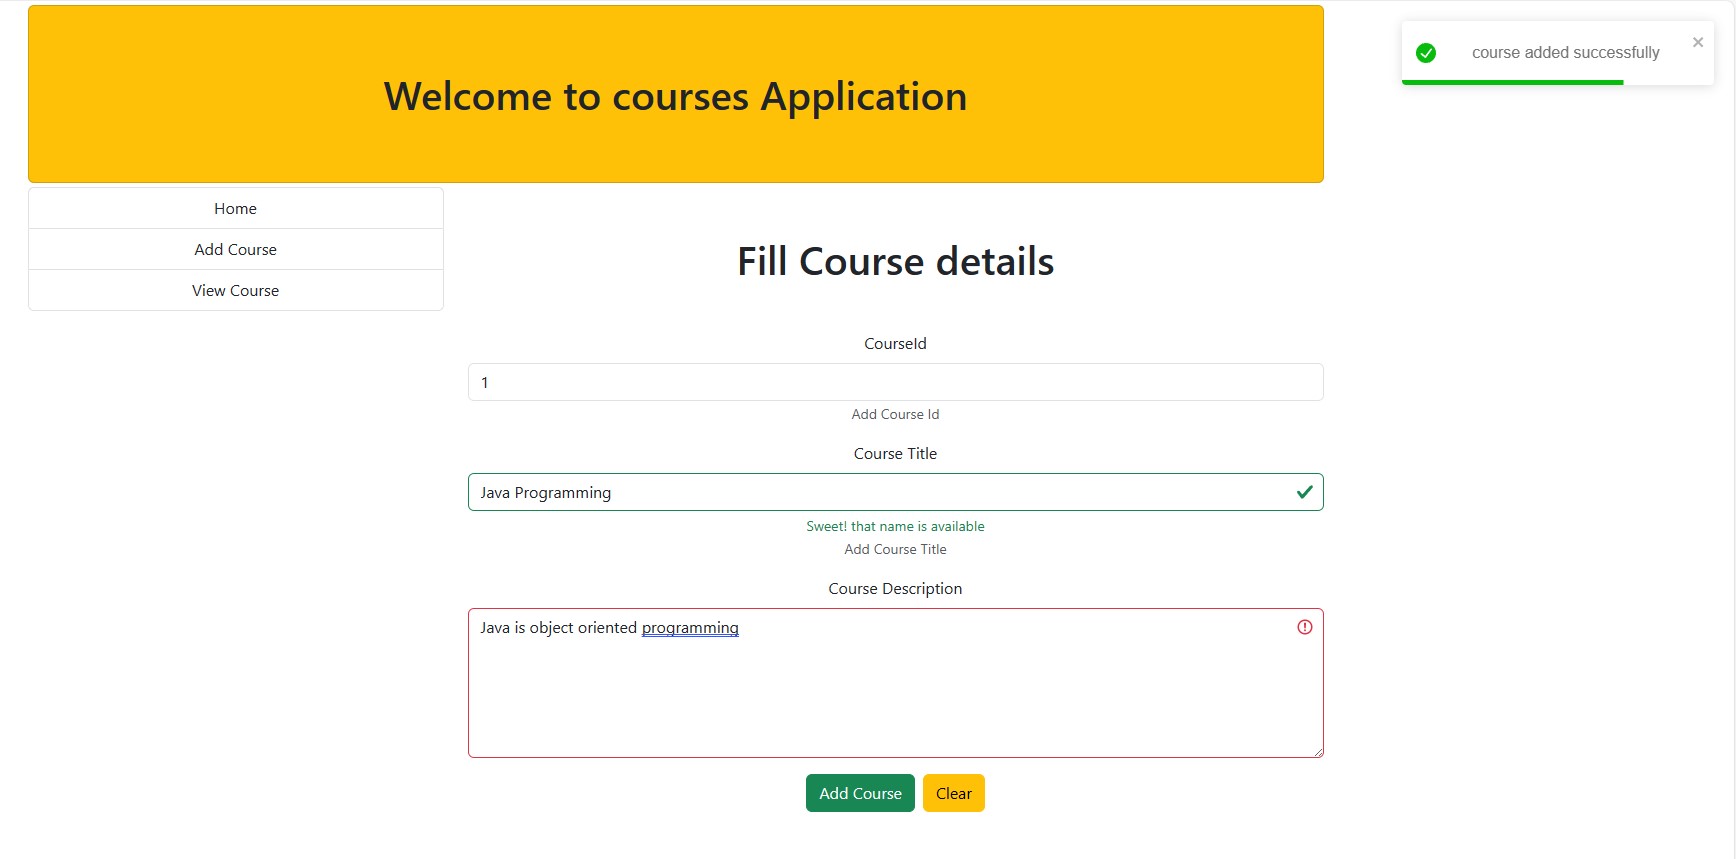 Welcome to courses Application
course added successfully
Home
Add Course
View Course
Fill Course details
CourseId
1
Add Course Id
Course Title
Java Programming
Sweet! that name is available
Add Course Title
Course Description
Java is object oriented programming
Add Course
Clear